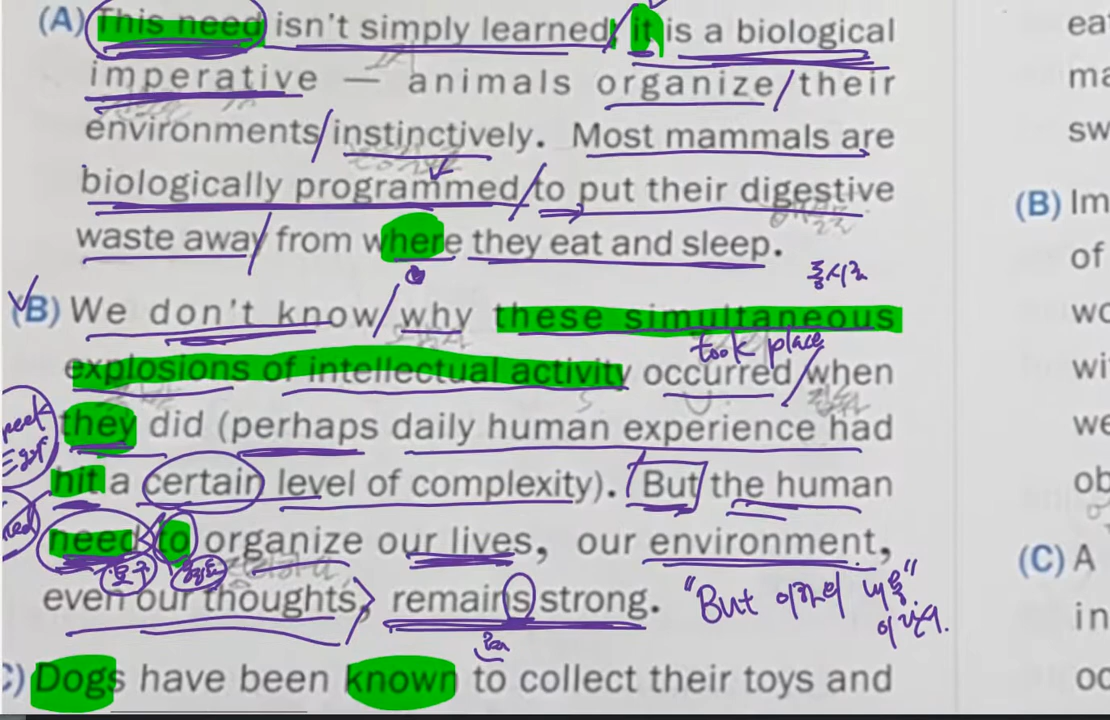 (A) This need isn't simply learned; it is a biological ea
imperative — animals organize their ma
environments instinctively. Most mammals are sw
biologically programmed to put their digestive
waste away from where they eat and sleep. (B) Im
동시로 of
(B) We don't know why these simultaneous wo
took place
explosions of intellectual activity occurred when wi
they did (perhaps daily human experience had we
hit a certain level of complexity). But the human ob
need to organize our lives, our environment, (C) A
욕구
even our thoughts, remains strong. "But 이하의 내용" in
C) Dogs have been known to collect their toys and oc